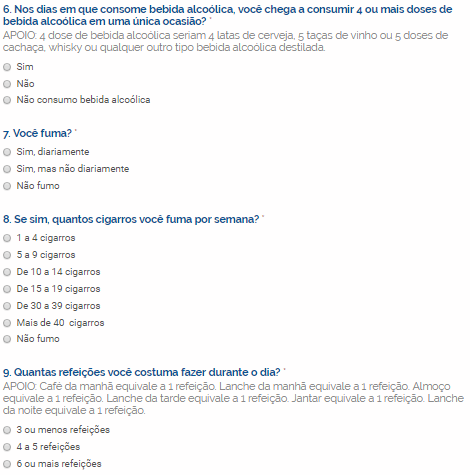 6. Nos dias em que consome bebida alcoólica, você chega a consumir 4 ou mais doses de
bebida alcoólica em uma única ocasião? *
APOIO: 4 dose de bebida alcoólica seriam 4 latas de cerveja, 5 taças de vinho ou 5 doses de
cachaça, whisky ou qualquer outro tipo bebida alcoólica destilada.
Sim
Não
Não consumo bebida alcoólica
7. Você fuma? *
Sim, diariamente
Sim, mas não diariamente
Não fumo
8. Se sim, quantos cigarros você fuma por semana? *
1 a 4 cigarros
5 a 9 cigarros
De 10 a 14 cigarros
De 15 a 19 cigarros
De 30 a 39 cigarros
Mais de 40 cigarros
Não fumo
9. Quantas refeições você costuma fazer durante o dia? *
APOIO: Café da manhã equivale a 1 refeição. Lanche da manhã equivale a 1 refeição. Almoço
equivale a 1 refeição. Lanche da tarde equivale a 1 refeição. Jantar equivale a 1 refeição. Lanche
da noite equivale a 1 refeição.
3 ou menos refeições
4 a 5 refeições
6 ou mais refeições